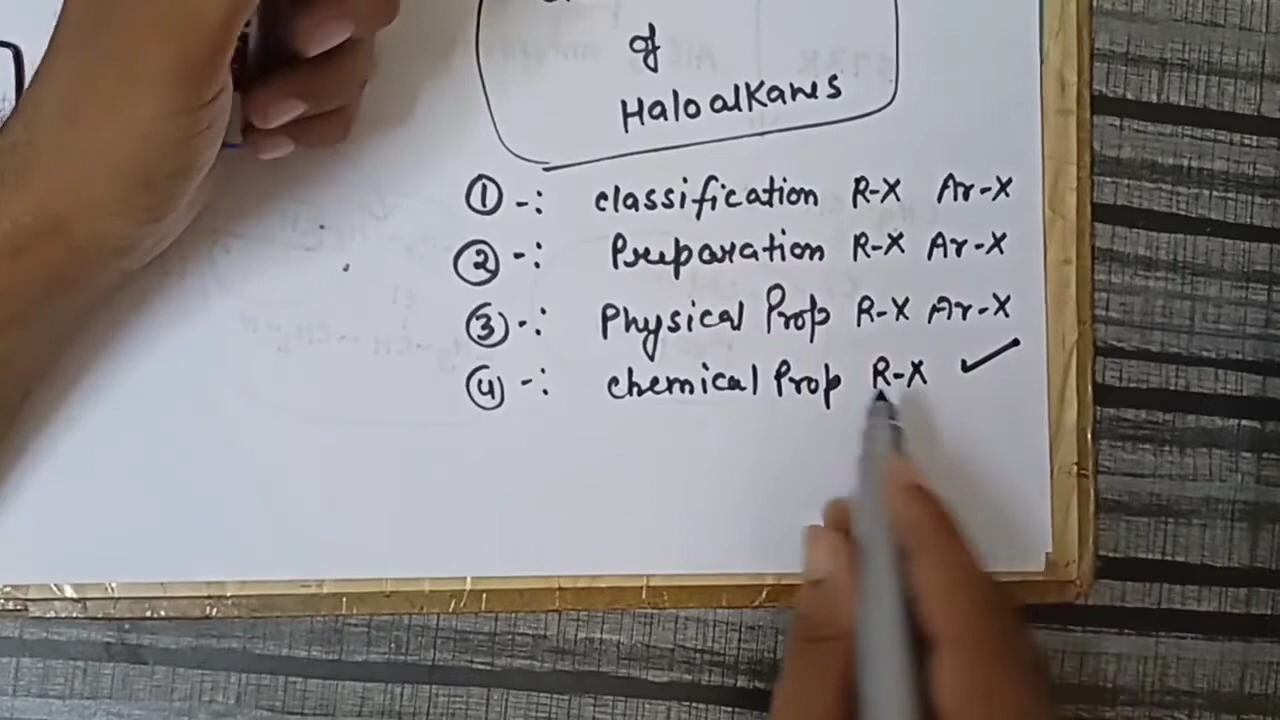 of
Haloalkanes
① -: classification R-X Ar-X
② -: Preparation R-X Ar-X
③ -: Physical Prop R-X Ar-X
④ -: chemical Prop R-X ✓